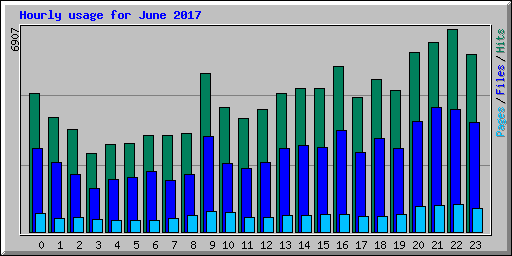 Hourly usage for June 2017
6907
Pages / Files / Hits
0 1 2 3 4 5 6 7 8 9 10 11 12 13 14 15 16 17 18 19 20 21 22 23